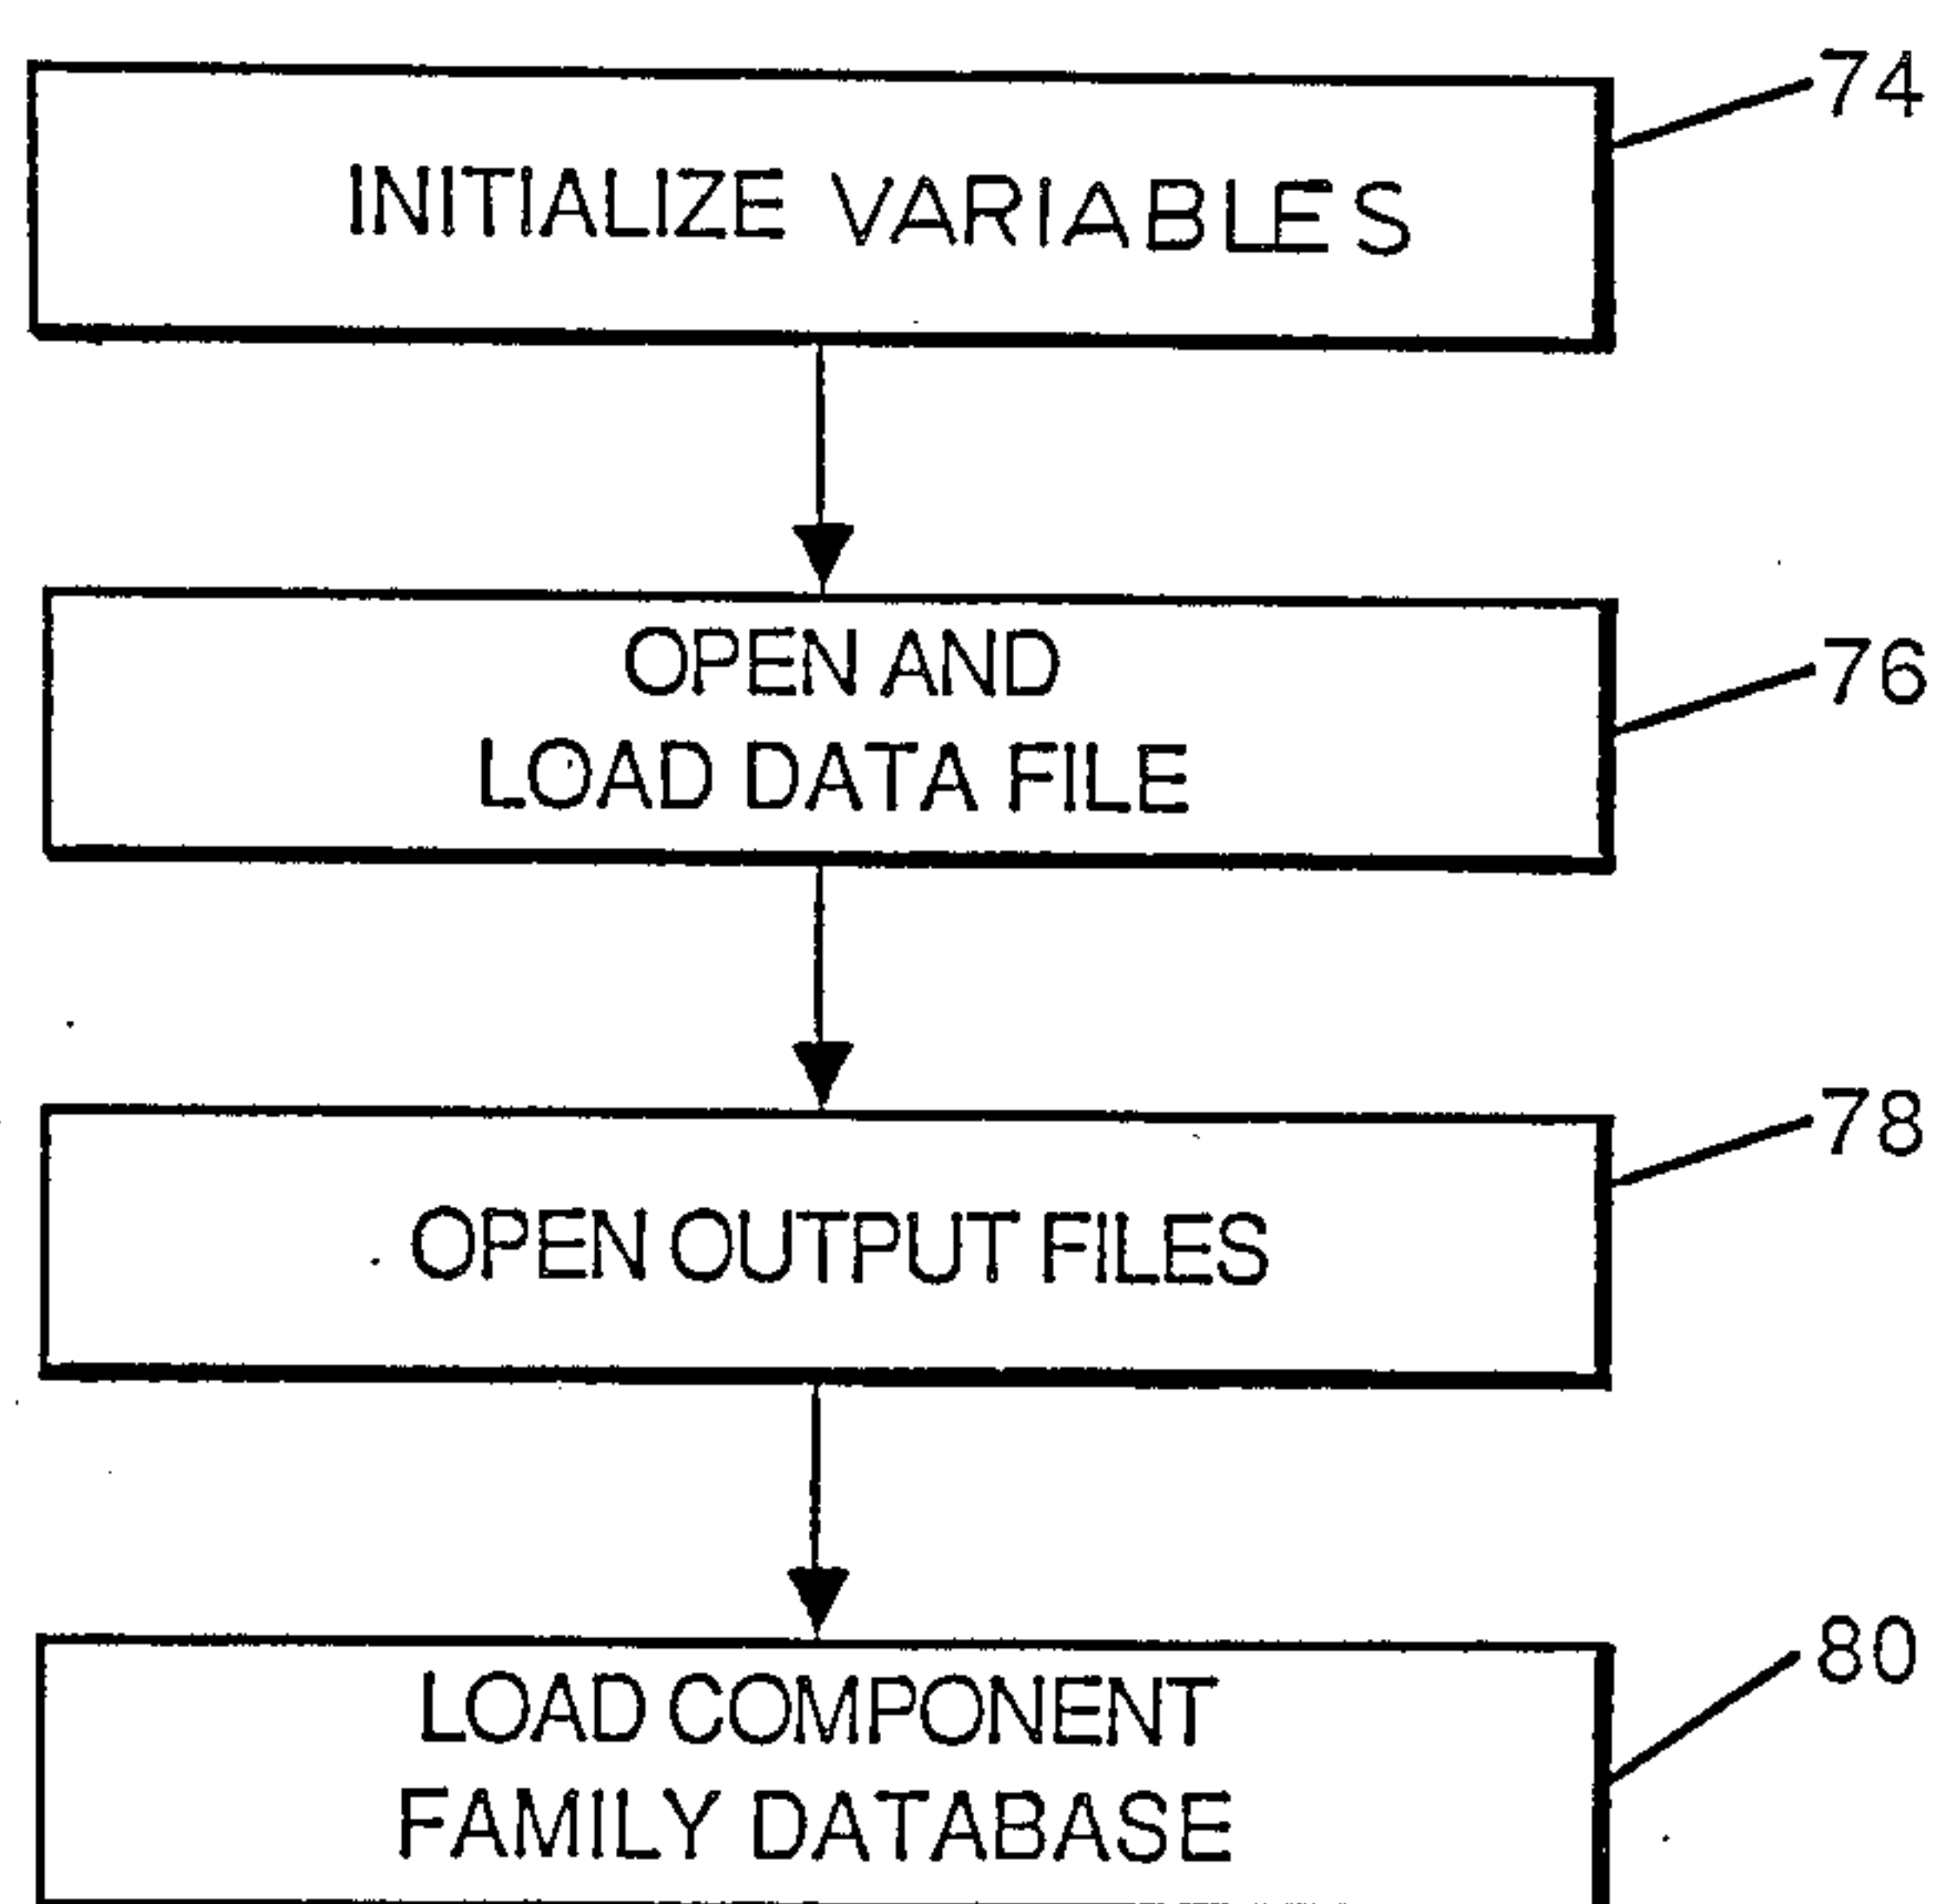 74
INITIALIZE VARIABLES
OPEN AND
76
LOAD DATA FILE
78
OPEN OUTPUT FILES
80
LOAD COMPONENT
FAMILY DATABASE